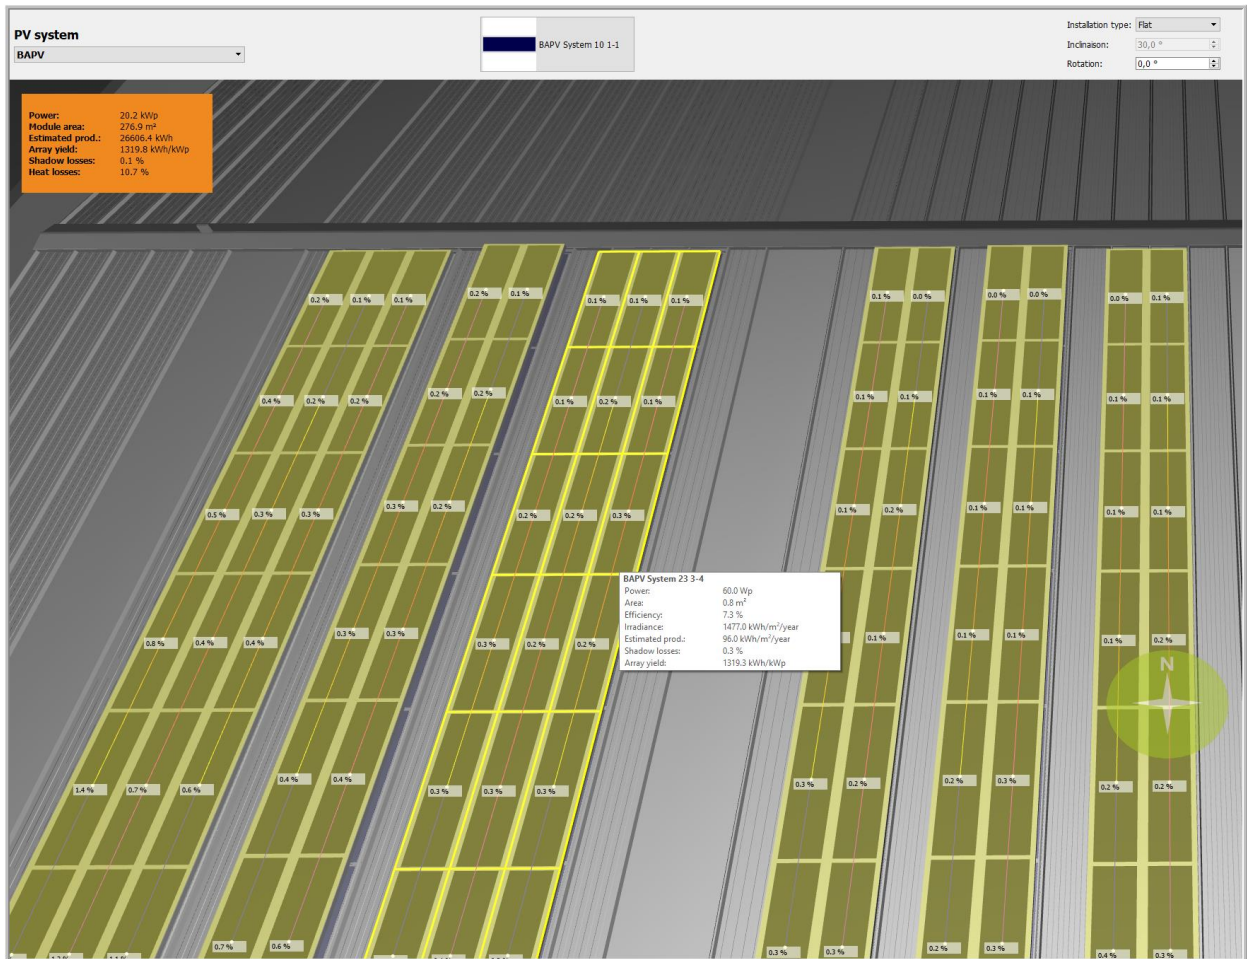 PV system
BAPV
BAPV System 10 1-1
Installation type: Flat
Inclinaison: 30,0 °
Rotation: 0,0 °
Power: 20.2 kWp
Module area: 276.9 m²
Estimated prod.: 26606.4 kWh
Array yield: 1319.8 kWh/kWp
Shadow losses: 0.1 %
Heat losses: 10.7 %
0.2 % 0.1 % 0.1 % 0.2 % 0.1 % 0.1 % 0.1 % 0.1 % 0.1 % 0.0 % 0.0 % 0.0 % 0.0 % 0.1 %
0.4 % 0.2 % 0.2 % 0.2 % 0.2 % 0.1 % 0.2 % 0.1 % 0.1 % 0.1 % 0.1 % 0.1 % 0.1 % 0.1 %
0.5 % 0.3 % 0.3 % 0.3 % 0.2 % 0.2 % 0.2 % 0.3 % 0.1 % 0.2 % 0.1 % 0.1 % 0.1 % 0.1 %
BAPV System 23 3-4
Power: 60.0 Wp
Area: 0.8 m²
Efficiency: 7.3 %
Irradiance: 1477.0 kWh/m²/year
Estimated prod.: 96.0 kWh/m²/year
Shadow losses: 0.3 %
Array yield: 1319.3 kWh/kWp
0.8 % 0.4 % 0.4 % 0.3 % 0.3 % 0.3 % 0.2 % 0.2 % 0.1 % 0.1 % 0.1 % 0.1 % 0.2 %
N
1.4 % 0.7 % 0.6 % 0.4 % 0.4 % 0.3 % 0.3 % 0.3 % 0.3 % 0.2 % 0.2 % 0.3 % 0.2 % 0.2 %
0.7 % 0.6 % 0.3 % 0.3 % 0.2 % 0.3 % 0.4 % 0.3 %